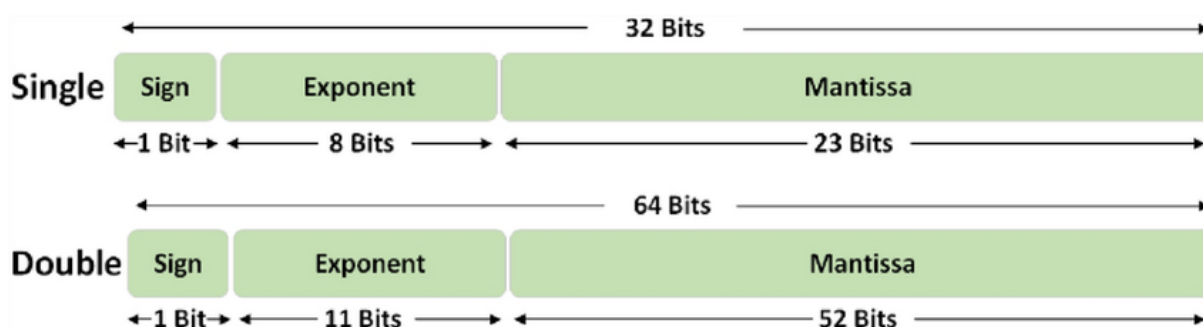 32 Bits
Single Sign Exponent Mantissa
1 Bit 8 Bits 23 Bits
64 Bits
Double Sign Exponent Mantissa
1 Bit 11 Bits 52 Bits